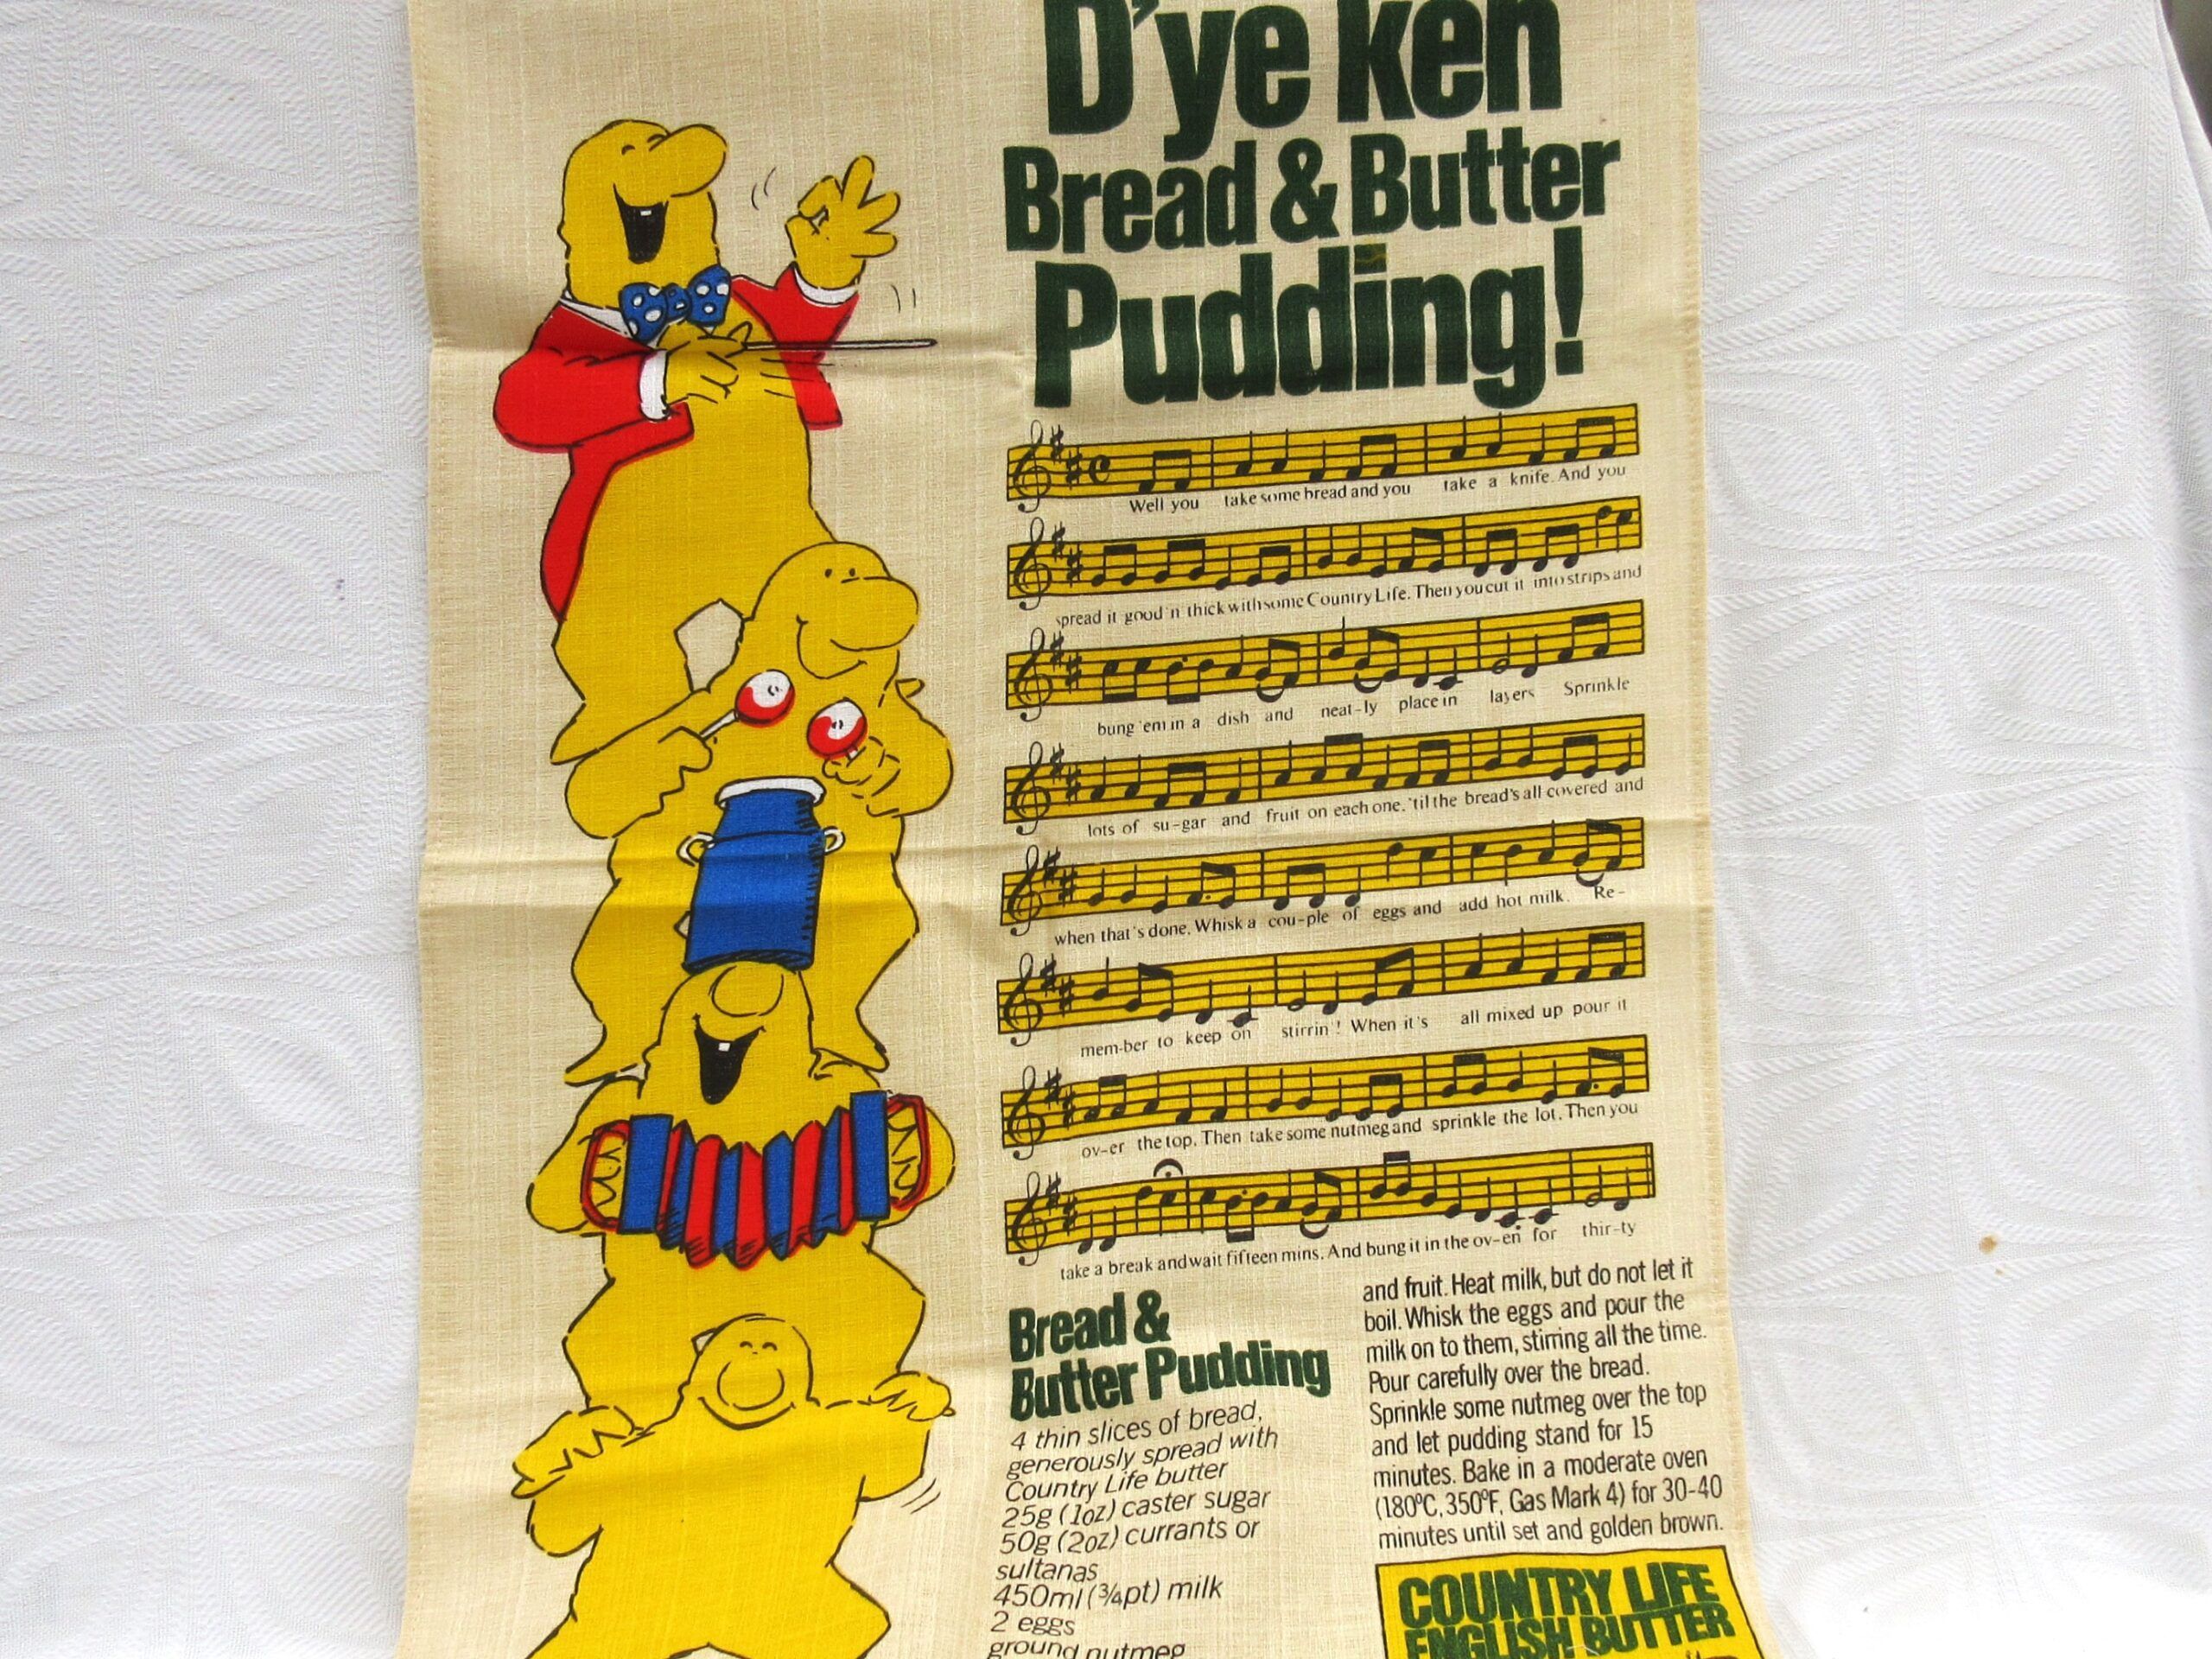 D'ye ken
Bread & Butter
Pudding!
Well you take some bread and you take a knife. And you
spread it good 'n thick with some Country Life. Then you cut it into strips and
bung 'em in a dish and neat-ly place in layers Sprinkle
lots of su-gar and fruit on each one. 'til the bread's all covered and
when that's done. Whisk a cou-ple of eggs and add hot milk. Re-
mem-ber to keep on stirrin'! When it's all mixed up pour it
ov-er the top. Then take some nutmeg and sprinkle the lot. Then you
take a break and wait fifteen mins. And bung it in the ov-en for thir-ty
Bread &
Butter Pudding
4 thin slices of bread,
generously spread with
Country Life butter
25g (1oz) caster sugar
50g (2oz) currants or
sultanas
450ml (¾pt) milk
2 eggs
ground nutmeg
and fruit. Heat milk, but do not let it
boil. Whisk the eggs and pour the
milk on to them, stirring all the time.
Pour carefully over the bread.
Sprinkle some nutmeg over the top
and let pudding stand for 15
minutes. Bake in a moderate oven
(180°C, 350°F, Gas Mark 4) for 30-40
minutes until set and golden brown.
COUNTRY LIFE
ENGLISH BUTTER